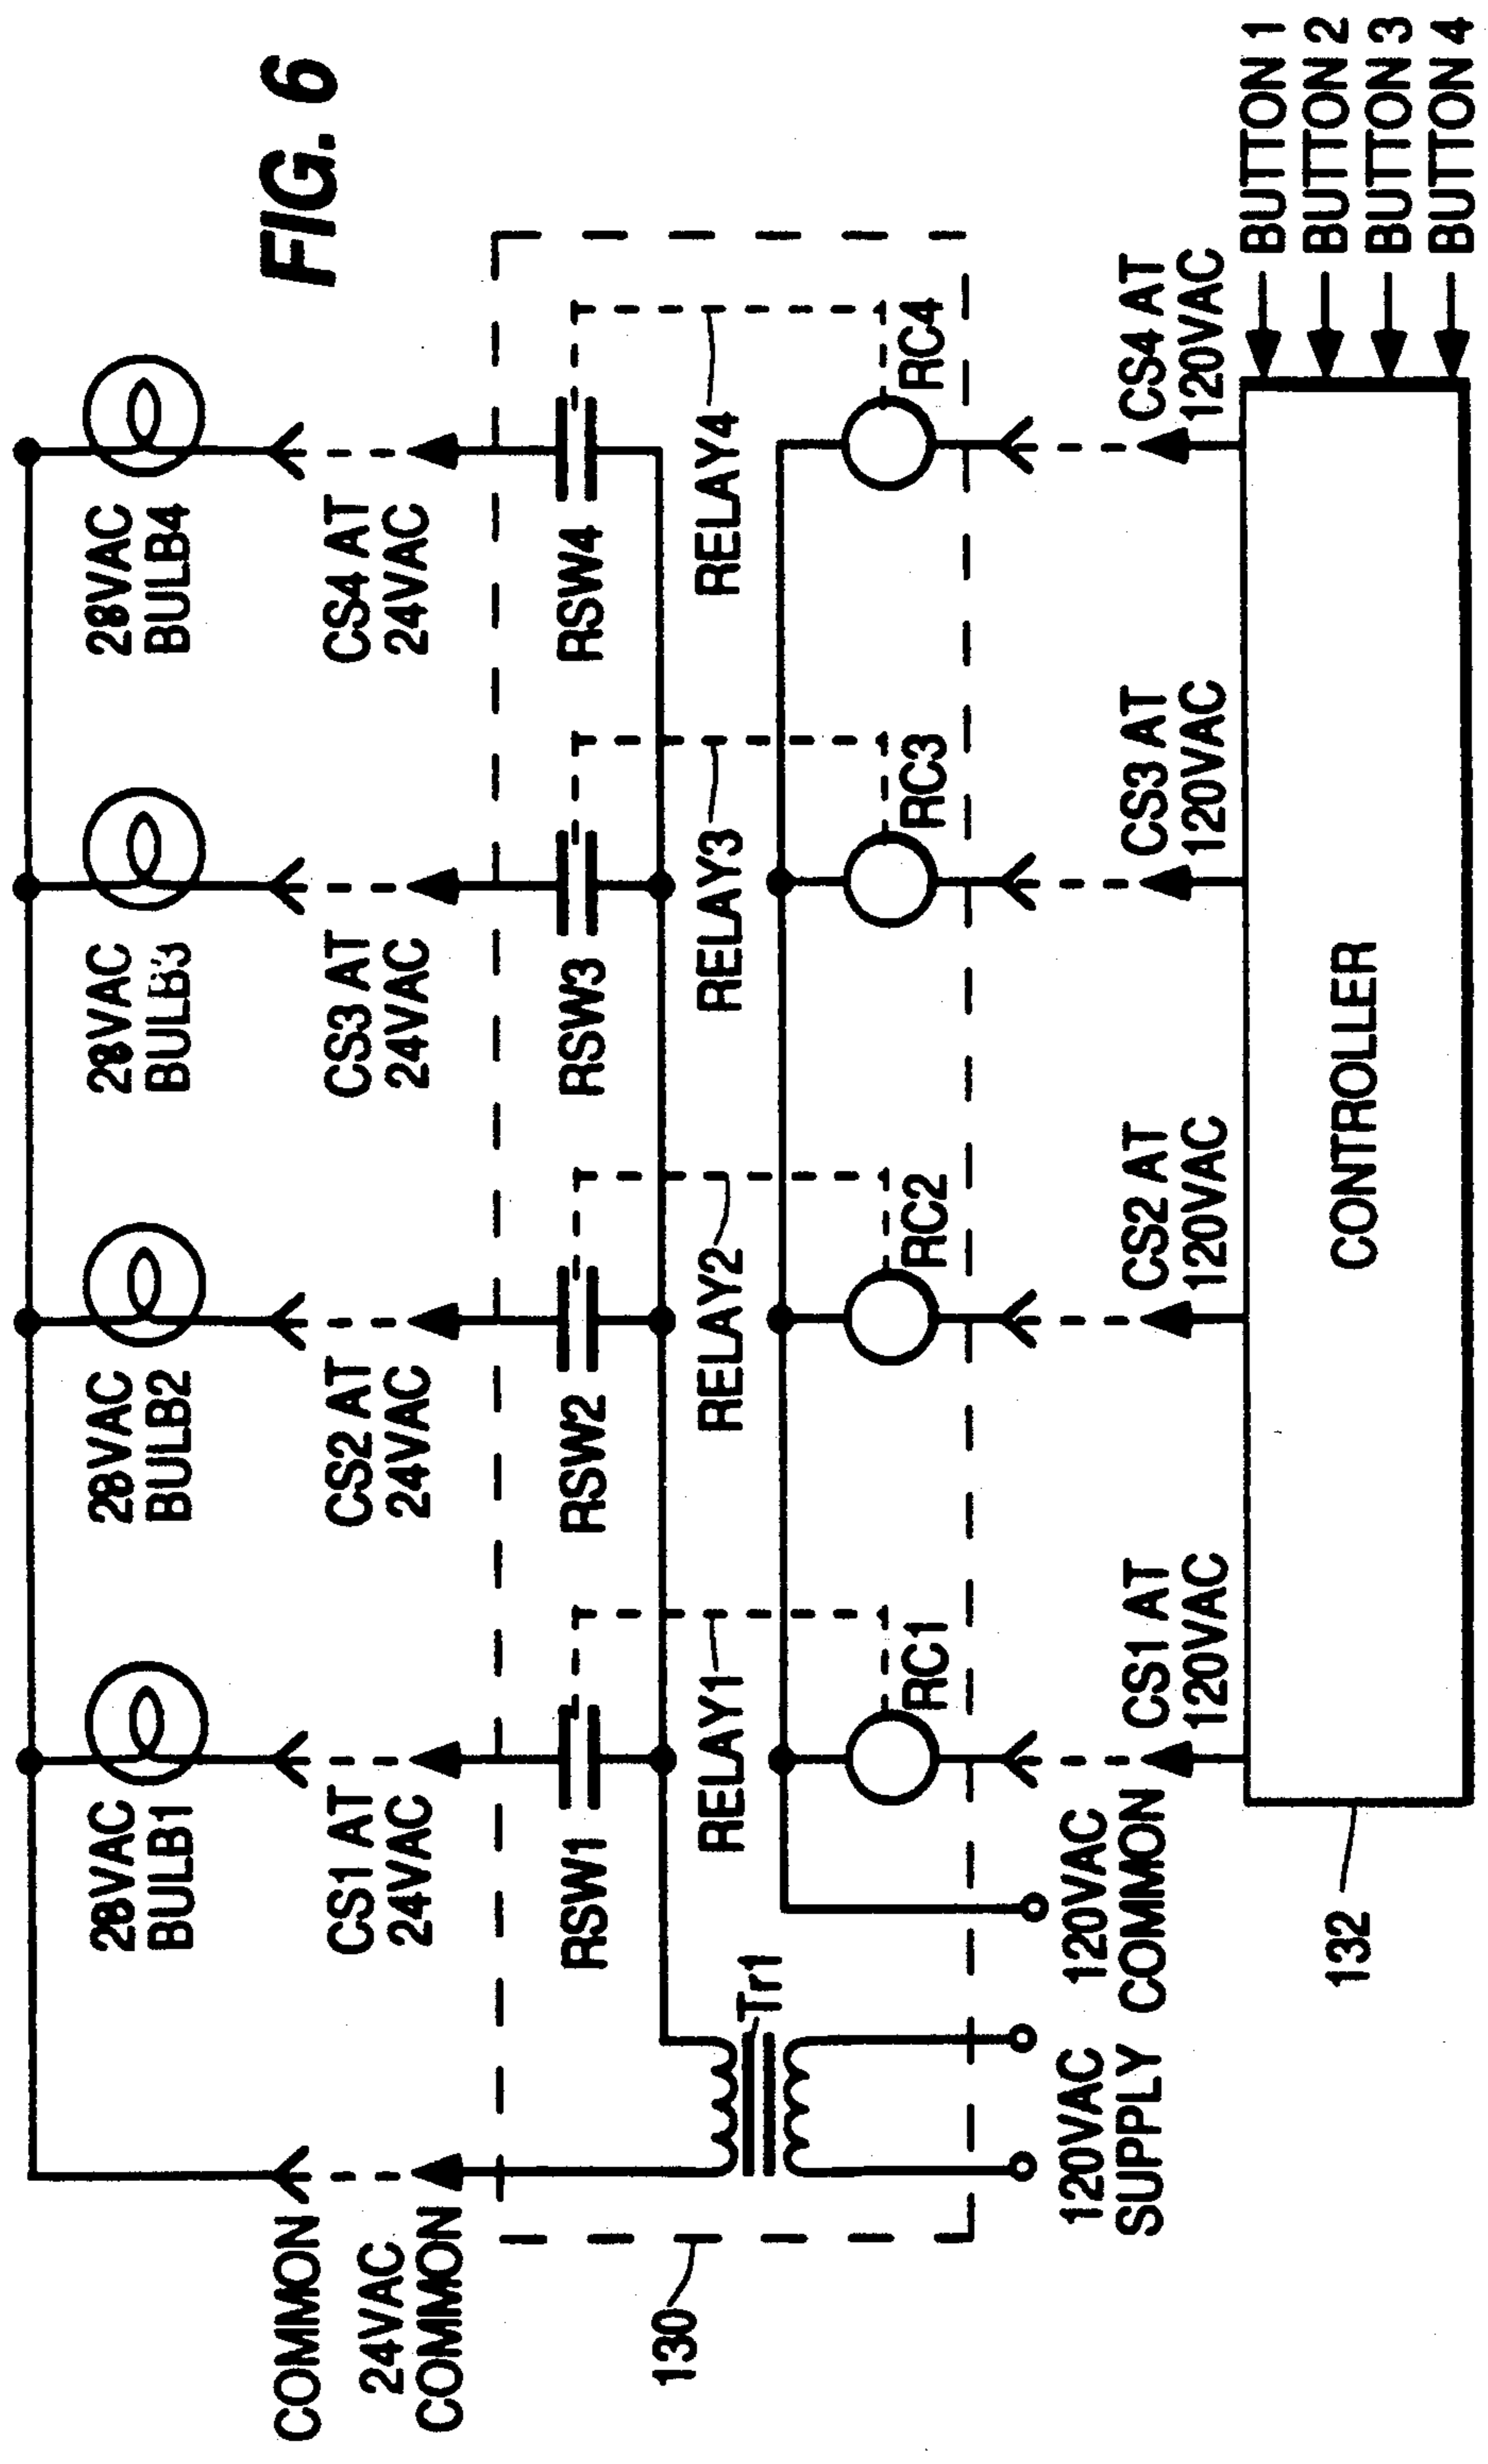 FIG. 6
28VAC
BULB1
28VAC
BULB2
28VAC
BULB3
28VAC
BULB4
COMMON
24VAC
COMMON
CS1 AT
24VAC
CS2 AT
24VAC
CS3 AT
24VAC
CS4 AT
24VAC
RSW1
RSW2
RSW3
RSW4
130
Tr1
RELAY1
RELAY2
RELAY3
RELAY4
RC1
RC2
RC3
RC4
120VAC
SUPPLY
120VAC
COMMON
CS1 AT
120VAC
CS2 AT
120VAC
CS3 AT
120VAC
CS4 AT
120VAC
132
CONTROLLER
BUTTON 1
BUTTON 2
BUTTON 3
BUTTON 4